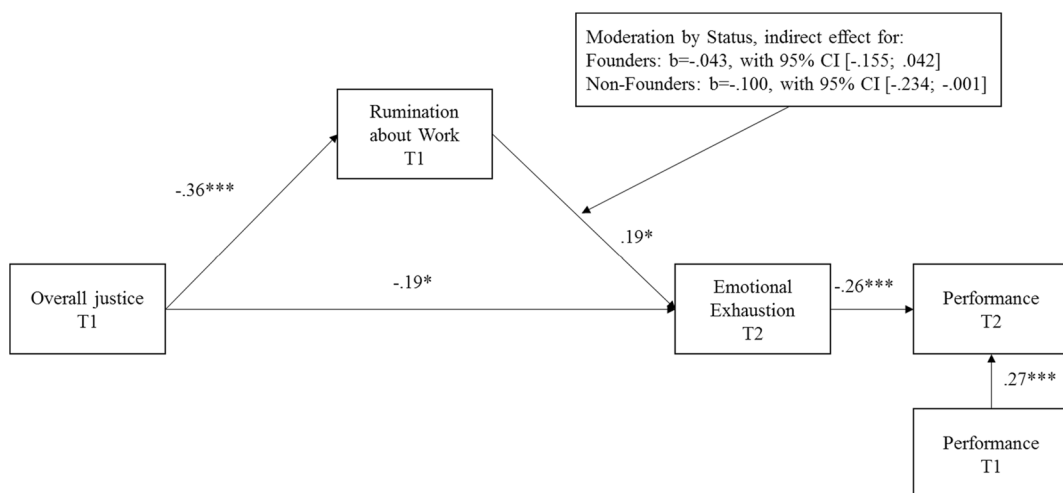 Moderation by Status, indirect effect for:
Founders: b=-.043, with 95% CI [-.155; .042]
Non-Founders: b=-.100, with 95% CI [-.234; -.001]
Rumination
about Work
T1
-.36***
.19*
-.19*
Overall justice
T1
Emotional
Exhaustion
T2
-.26***
Performance
T2
.27***
Performance
T1